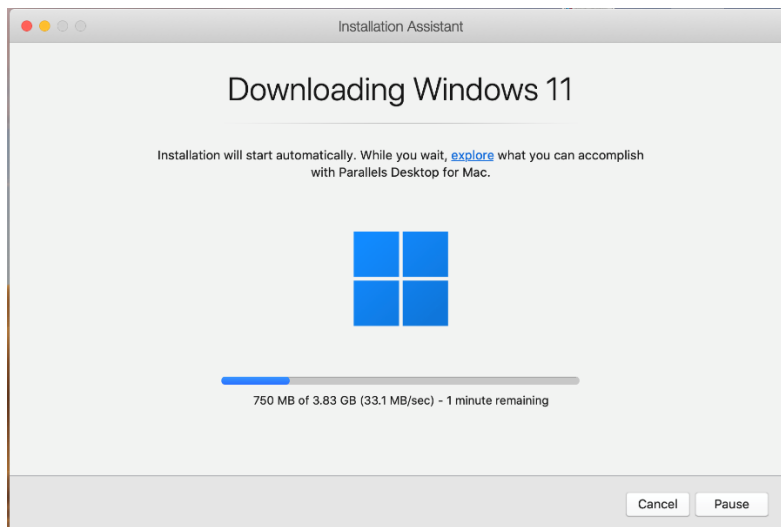 Installation Assistant
Downloading Windows 11
Installation will start automatically. While you wait, explore what you can accomplish
with Parallels Desktop for Mac.
750 MB of 3.83 GB (33.1 MB/sec) - 1 minute remaining
Cancel Pause